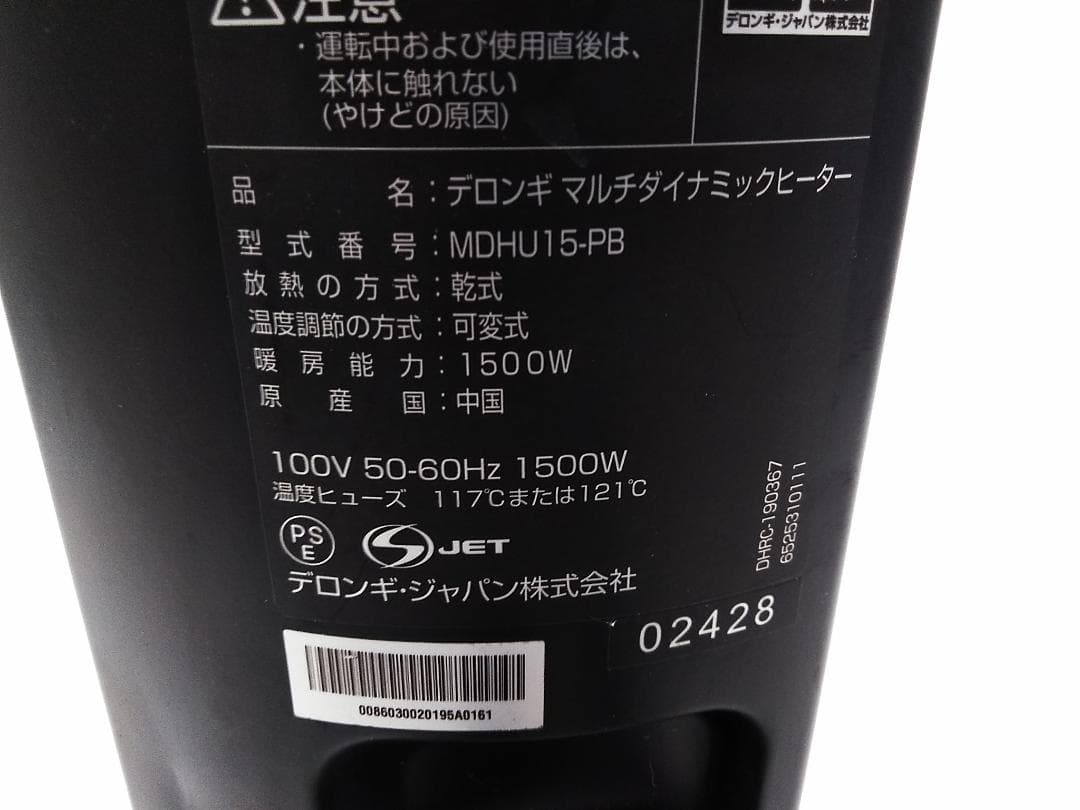 注意
デロンギ・ジャパン株式会社
・運転中および使用直後は、
本体に触れない
(やけどの原因)
品名:デロンギ マルチダイナミックヒーター
型式番号:MDHU15-PB
放熱の方式:乾式
温度調節の方式:可変式
暖房能力:1500W
原産国:中国
100V 50-60Hz 1500W
温度ヒューズ 117℃または121℃
PS
E
JET
デロンギ・ジャパン株式会社
DHRC-190367
6525310111
02428
0086030020195A0161